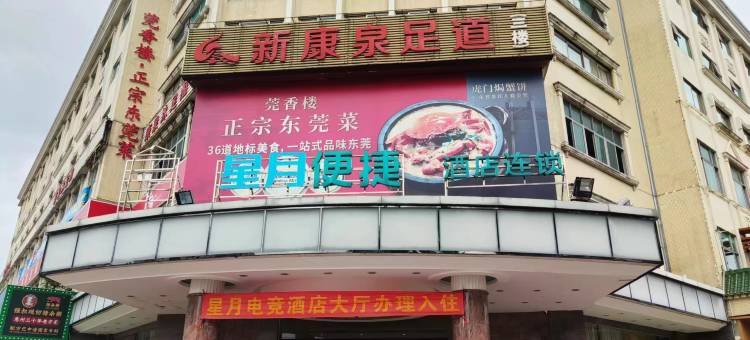 新康泉足道 三楼
莞香楼·正宗东莞菜
莞香楼
正宗东莞菜
36道地标美食,一站式品味东莞
虎门焗蟹饼
星月便捷 酒店连锁
星月电竞酒店大厅办理入住